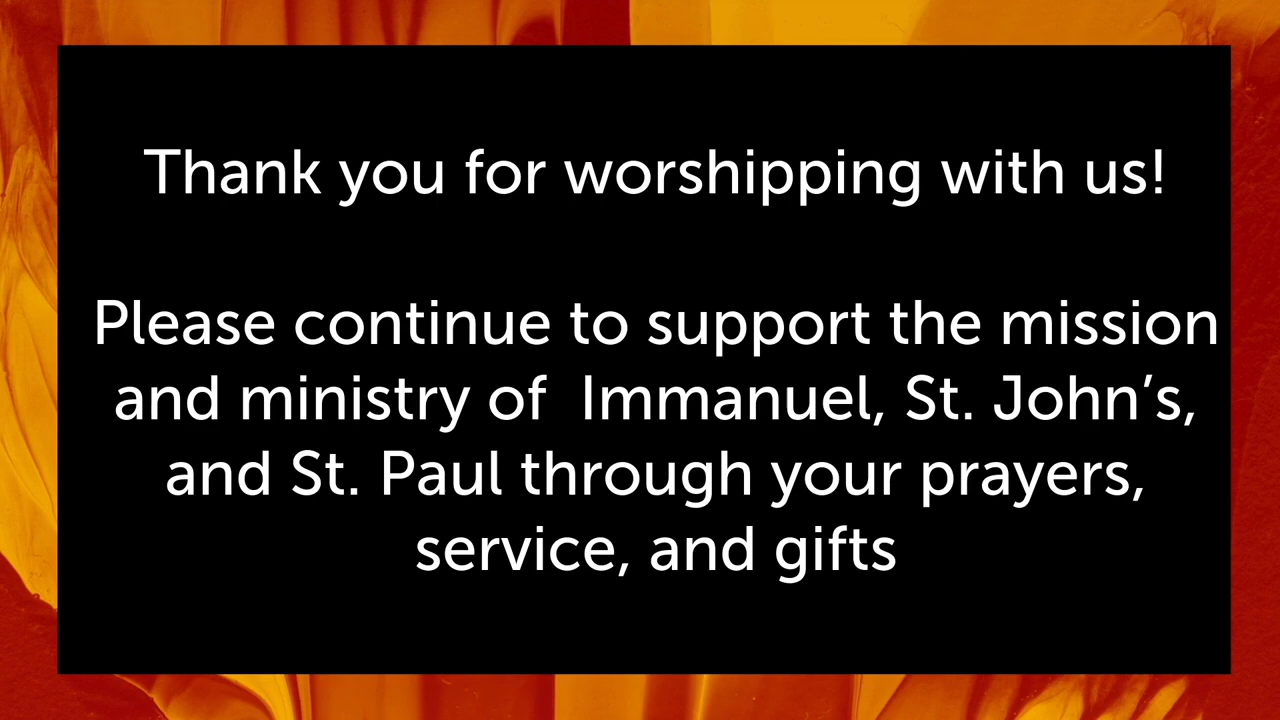 Thank you for worshipping with us!
Please continue to support the mission
and ministry of  Immanuel, St. John’s,
and St. Paul through your prayers,
service, and gifts